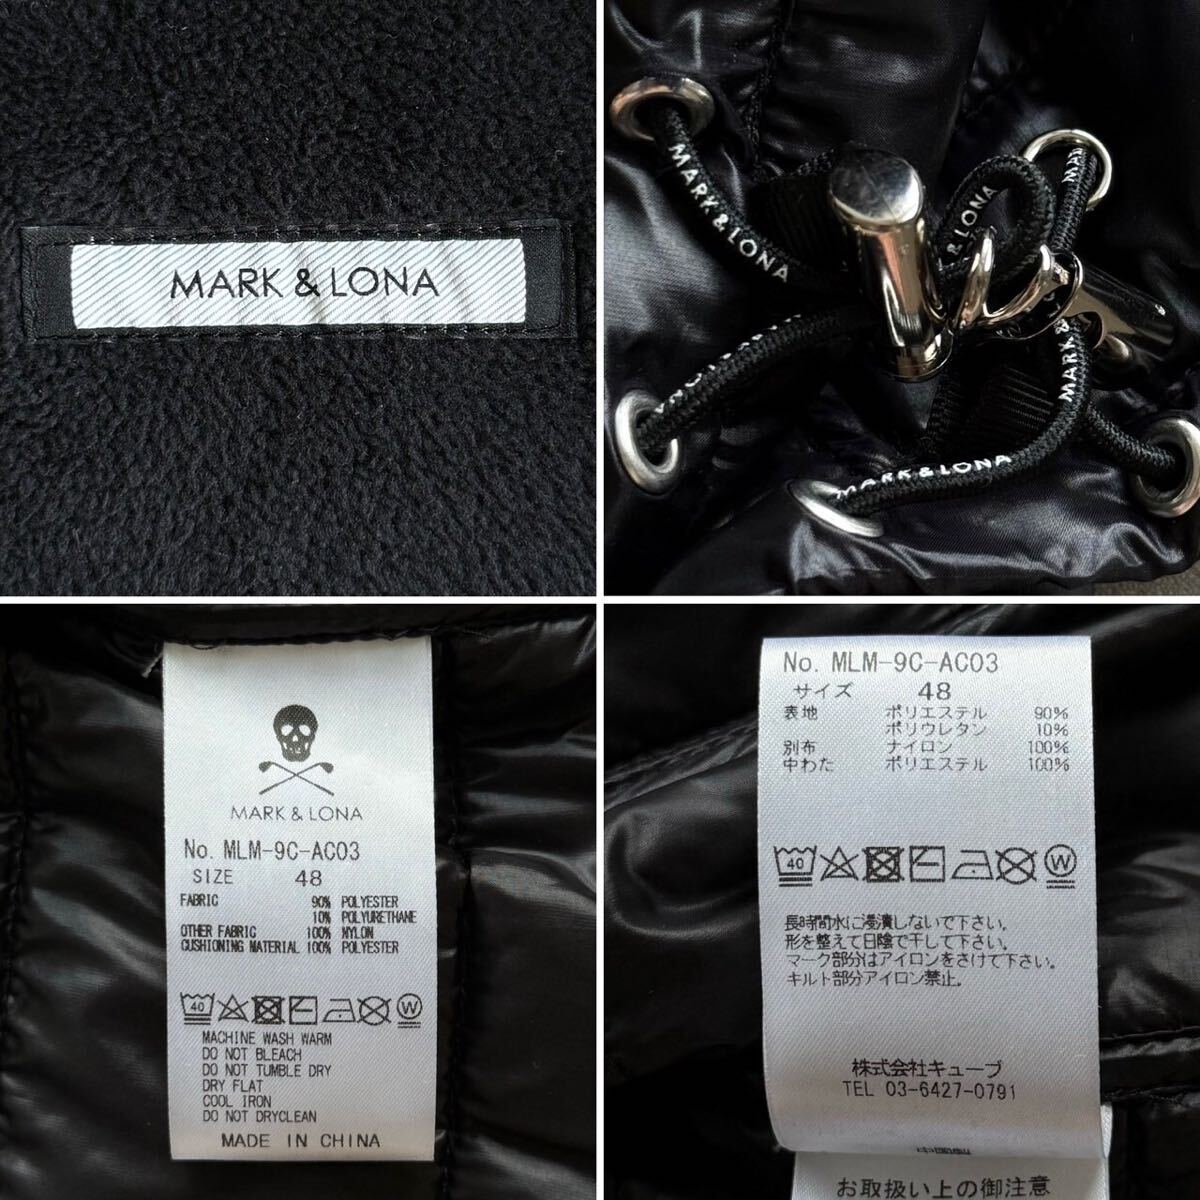 MARK & LONA
MARK & LONA
MARK & LONA
MARK & LONA
No. MLM-9C-AC03
SIZE 48
FABRIC 90% POLYESTER
10% POLYURETHANE
OTHER FABRIC 100% NYLON
CUSHIONING MATERIAL 100% POLYESTER
40
W
MACHINE WASH WARM
DO NOT BLEACH
DO NOT TUMBLE DRY
DRY FLAT
COOL IRON
DO NOT DRYCLEAN
MADE IN CHINA
No. MLM-9C-AC03
サイズ 48
表地 ポリエステル 90%
ポリウレタン 10%
別布 ナイロン 100%
中わた ポリエステル 100%
40
W
長時間水に浸漬しないで下さい。
形を整えて日陰で干して下さい。
マーク部分はアイロンをさけて下さい。
キルト部分アイロン禁止。
株式会社キューブ
TEL 03-6427-0791
お取扱い上の御注意